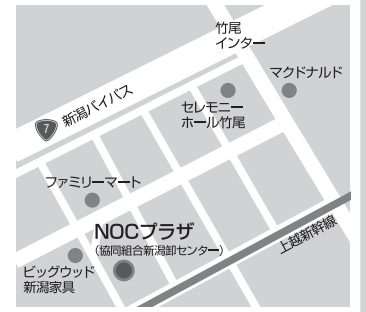 竹尾
インター
マクドナルド
セレモニー
ホール竹尾
7
新潟バイパス
ファミリーマート
NOCプラザ
（協同組合新潟卸センター）
上越新幹線
ビッグウッド
新潟家具